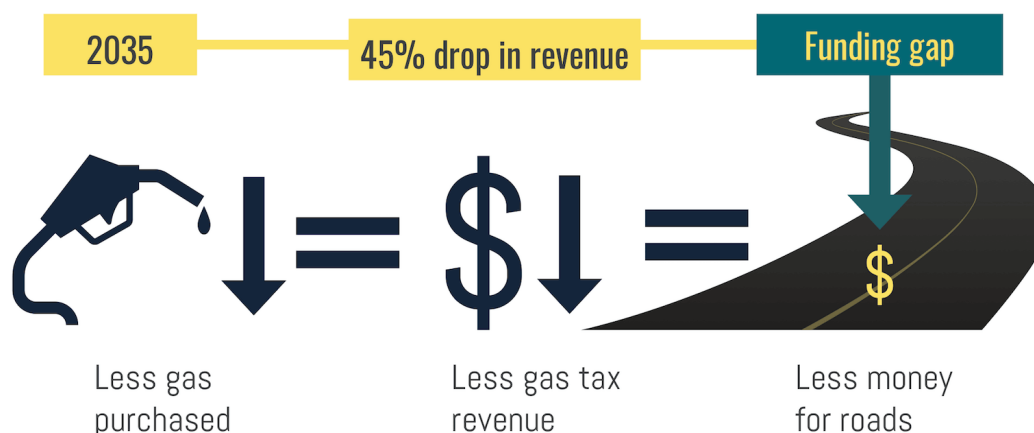 2035
45% drop in revenue
Funding gap
$
$
Less gas
purchased
Less gas tax
revenue
Less money
for roads